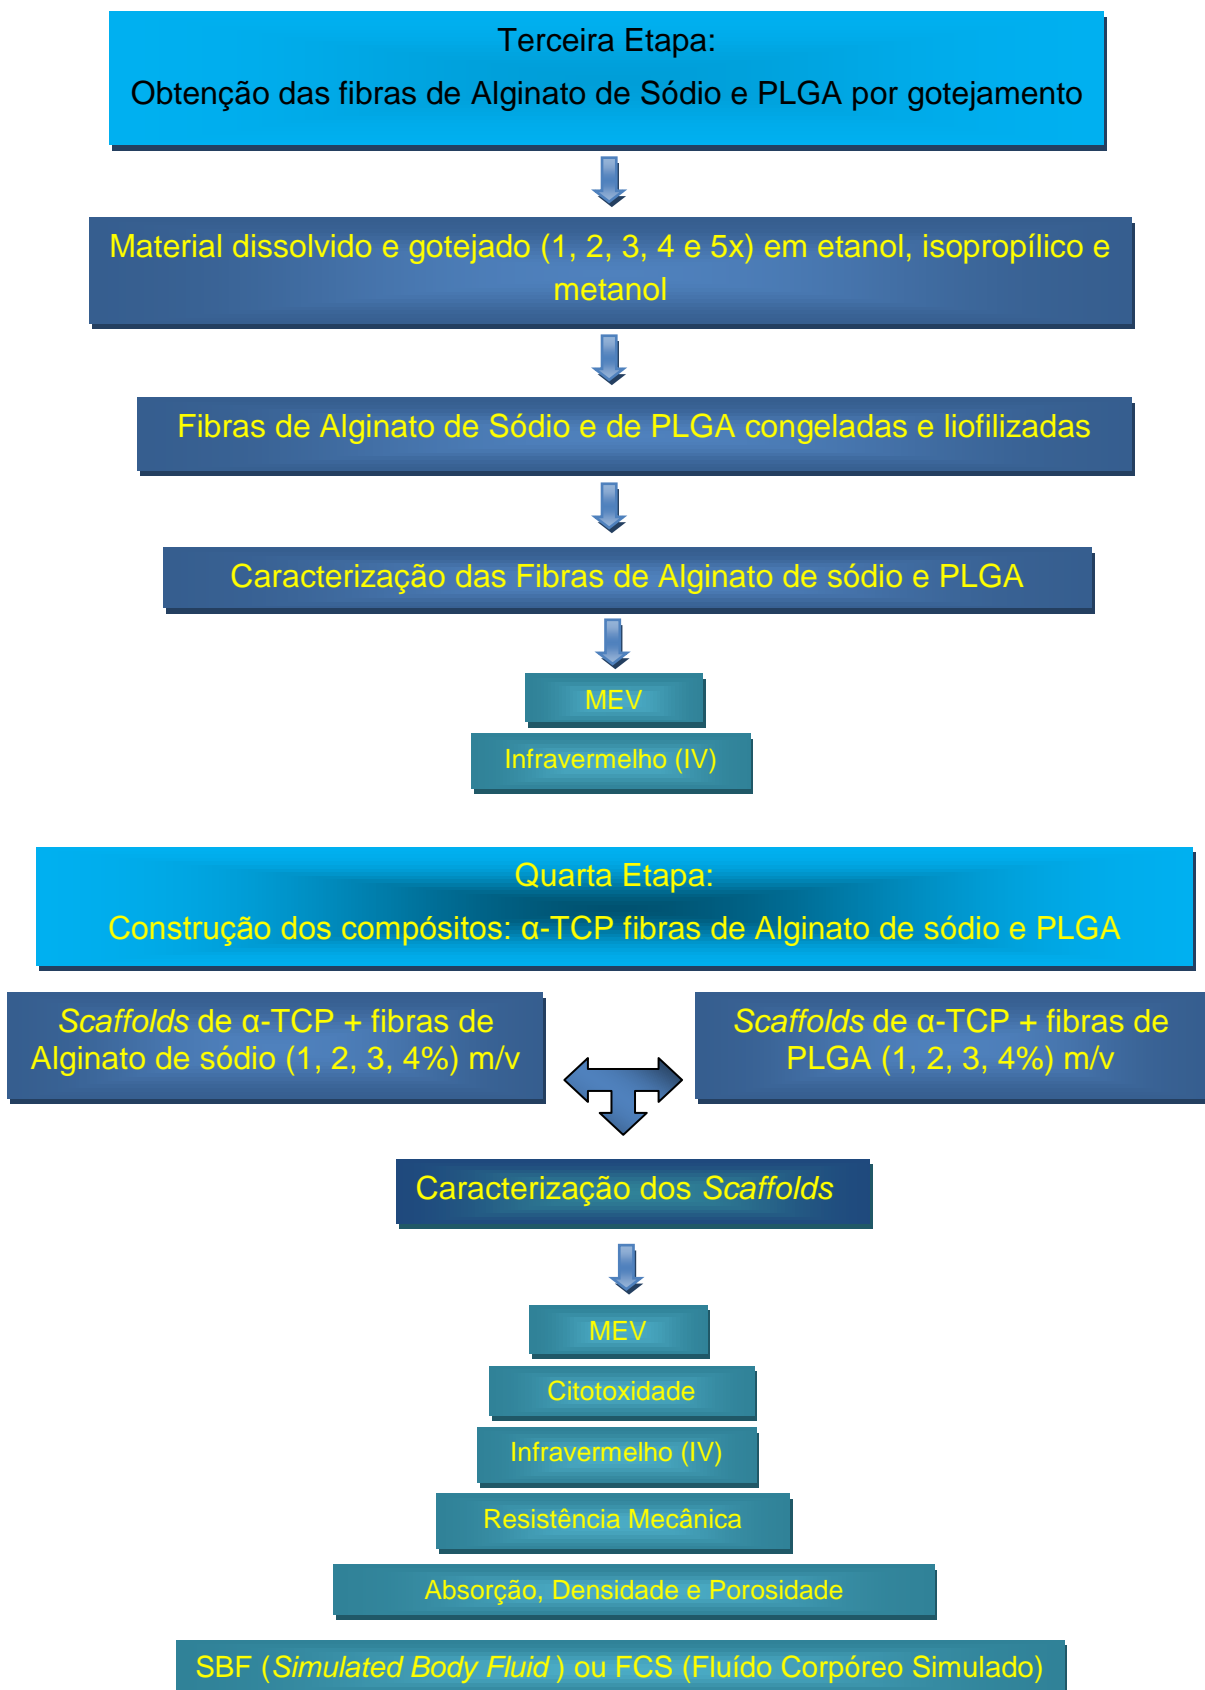 Terceira Etapa:
Obtenção das fibras de Alginato de Sódio e PLGA por gotejamento
Material dissolvido e gotejado (1, 2, 3, 4 e 5x) em etanol, isopropílico e
metanol
Fibras de Alginato de Sódio e de PLGA congeladas e liofilizadas
Caracterização das Fibras de Alginato de sódio e PLGA
MEV
Infravermelho (IV)
Quarta Etapa:
Construção dos compósitos: α-TCP fibras de Alginato de sódio e PLGA
Scaffolds de α-TCP + fibras de
Alginato de sódio (1, 2, 3, 4%) m/v
Scaffolds de α-TCP + fibras de
PLGA (1, 2, 3, 4%) m/v
Caracterização dos Scaffolds
MEV
Citotoxidade
Infravermelho (IV)
Resistência Mecânica
Absorção, Densidade e Porosidade
SBF (Simulated Body Fluid ) ou FCS (Fluído Corpóreo Simulado)